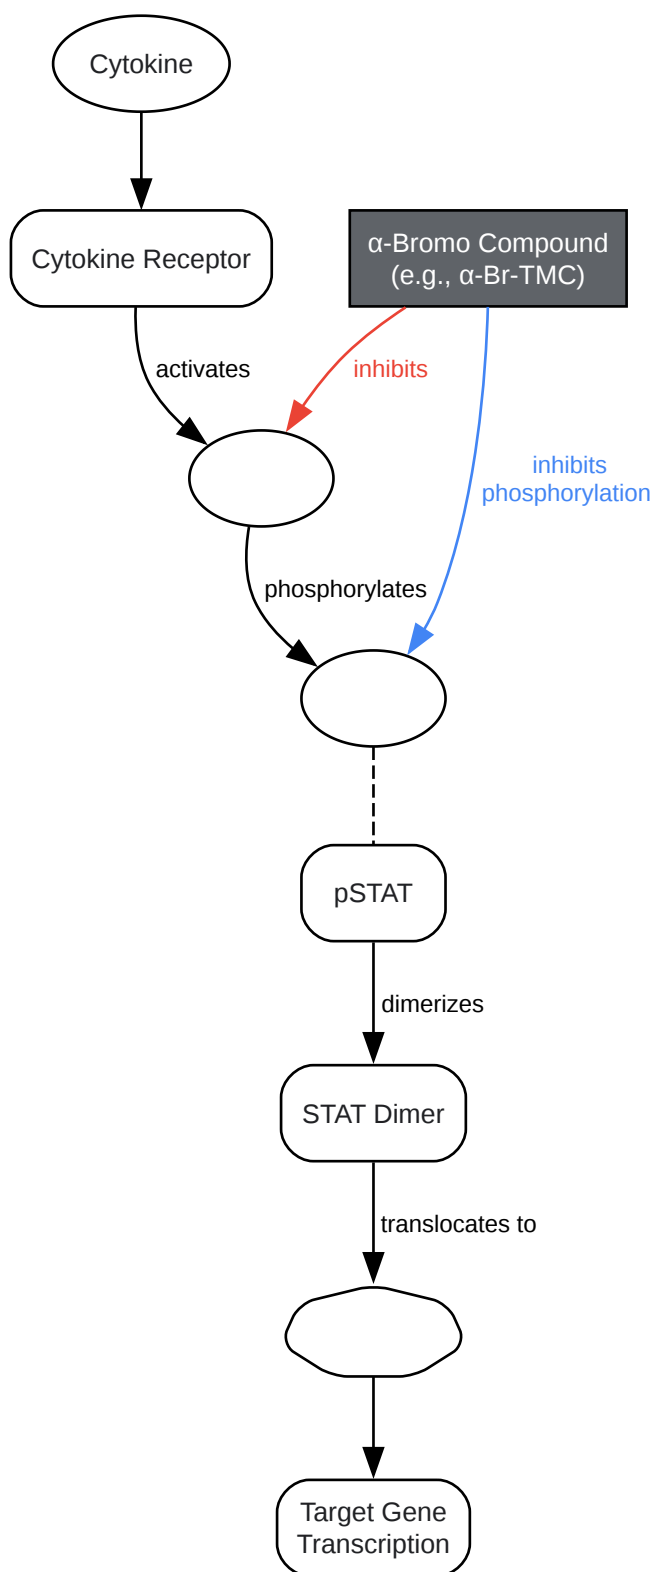 Cytokine
Cytokine Receptor
α-Bromo Compound
(e.g., α-Br-TMC)
activates
inhibits
inhibits
phosphorylation
phosphorylates
pSTAT
dimerizes
STAT Dimer
translocates to
Target Gene
Transcription